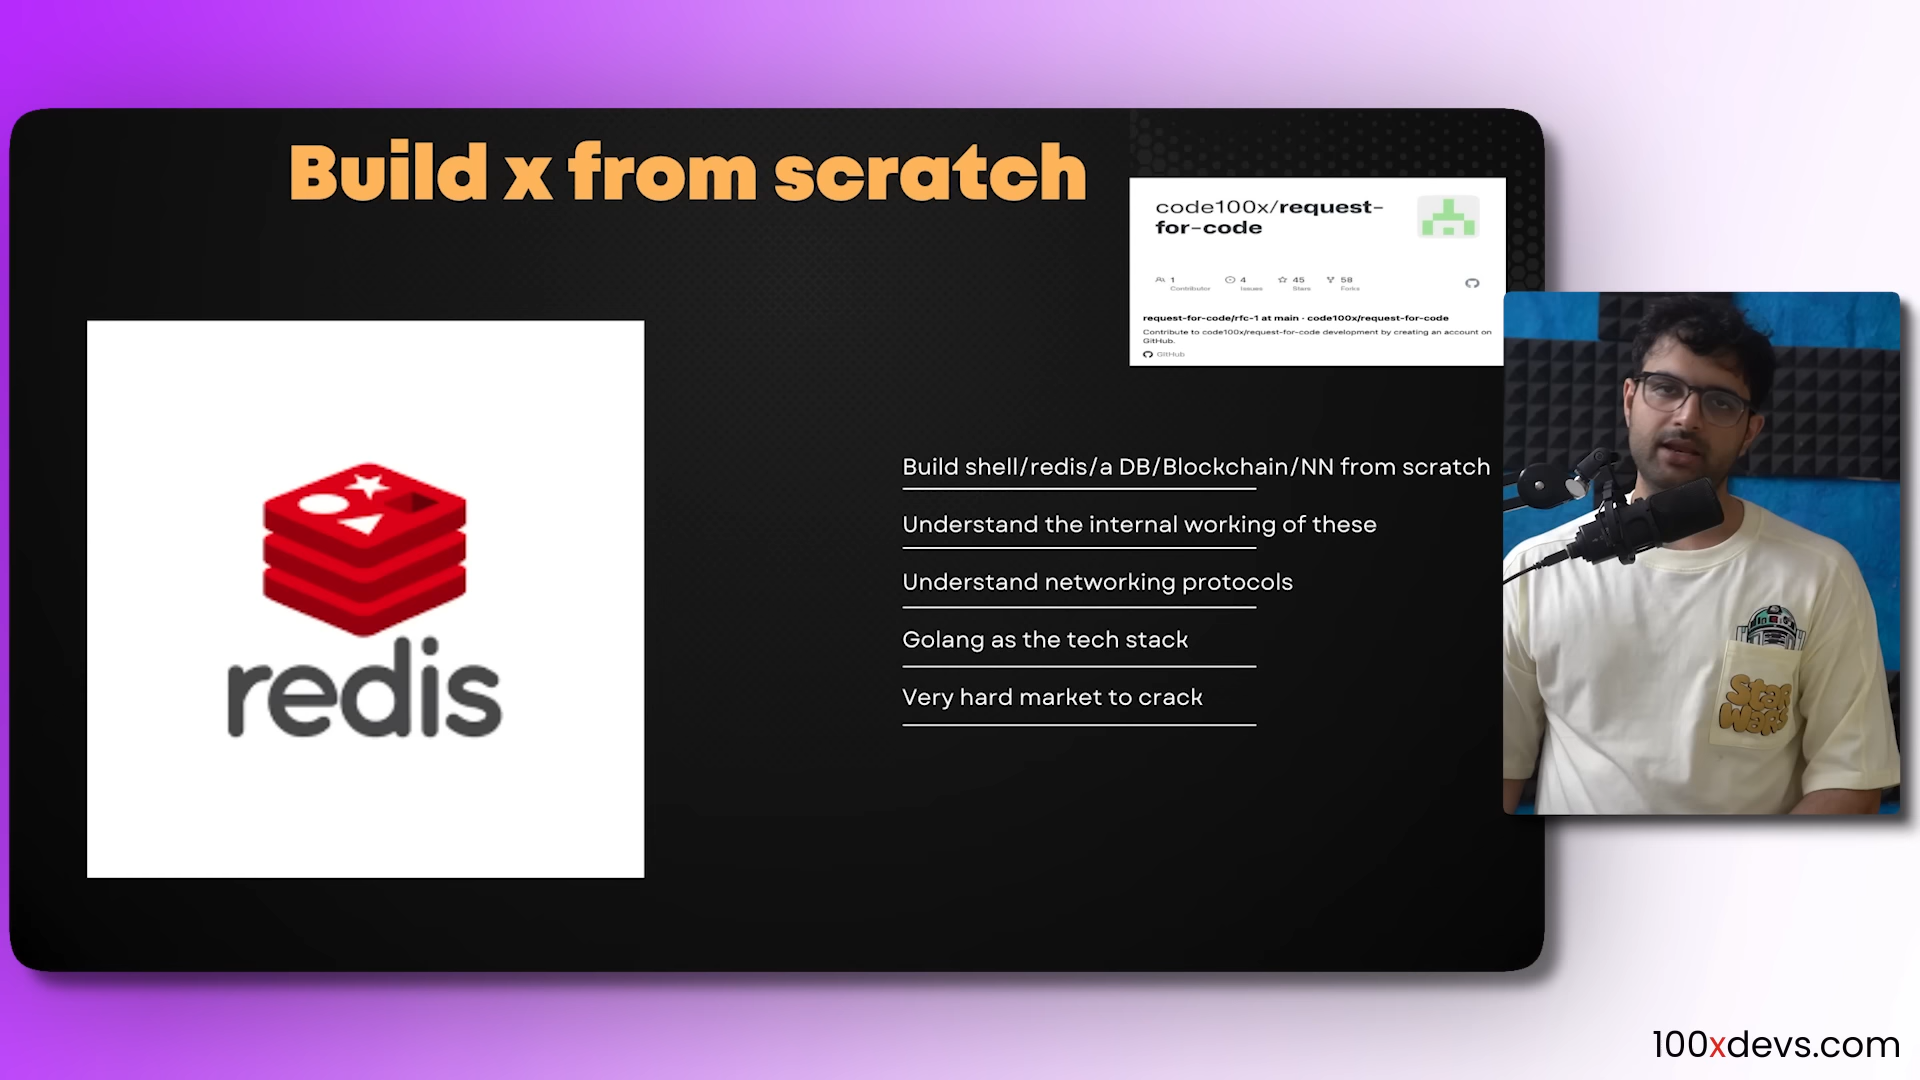 Build x from scratch
code100x/request-
for-code
1
Contributor
4
Issues
45
Stars
58
Forks
request-for-code/rfc-1 at main · code100x/request-for-code
Contribute to code100x/request-for-code development by creating an account on
GitHub.
GitHub
redis
Build shell/redis/a DB/Blockchain/NN from scratch
Understand the internal working of these
Understand networking protocols
Golang as the tech stack
Very hard market to crack
Star
Wars
100xdevs.com